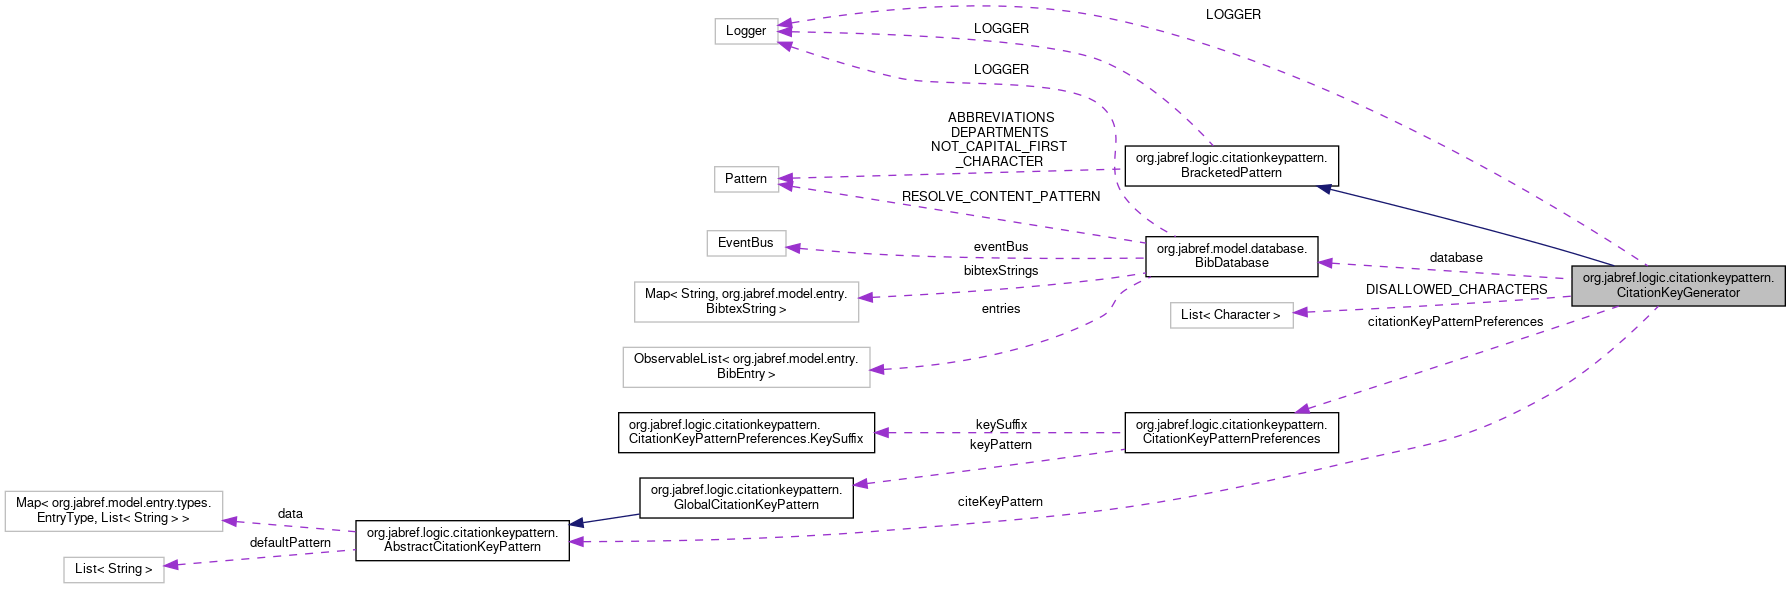 LOGGER
Logger
LOGGER
LOGGER
ABBREVIATIONS
DEPARTMENTS
NOT_CAPITAL_FIRST
_CHARACTER
org.jabref.logic.citationkeypattern.
BracketedPattern
Pattern
RESOLVE_CONTENT_PATTERN
EventBus
eventBus
org.jabref.model.database.
BibDatabase
database
org.jabref.logic.citationkeypattern.
CitationKeyGenerator
bibtexStrings
Map< String, org.jabref.model.entry.
BibtexString >
DISALLOWED_CHARACTERS
entries
List< Character >
citationKeyPatternPreferences
ObservableList< org.jabref.model.entry.
BibEntry >
org.jabref.logic.citationkeypattern.
CitationKeyPatternPreferences.KeySuffix
keySuffix
org.jabref.logic.citationkeypattern.
CitationKeyPatternPreferences
keyPattern
org.jabref.logic.citationkeypattern.
GlobalCitationKeyPattern
citeKeyPattern
Map< org.jabref.model.entry.types.
EntryType, List< String > >
data
org.jabref.logic.citationkeypattern.
AbstractCitationKeyPattern
defaultPattern
List< String >